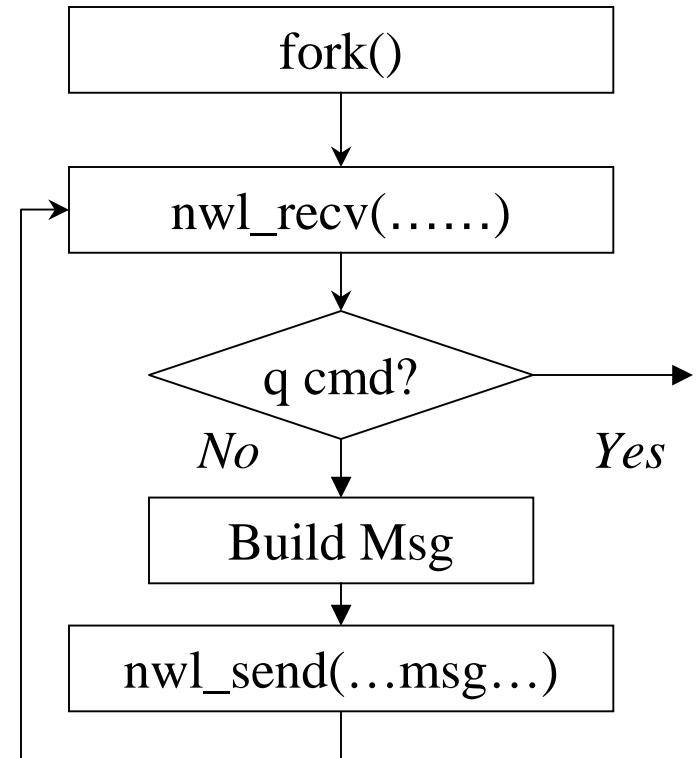 fork()
nwl_recv(……)
q cmd?
No
Yes
Build Msg
nwl_send(…msg…)